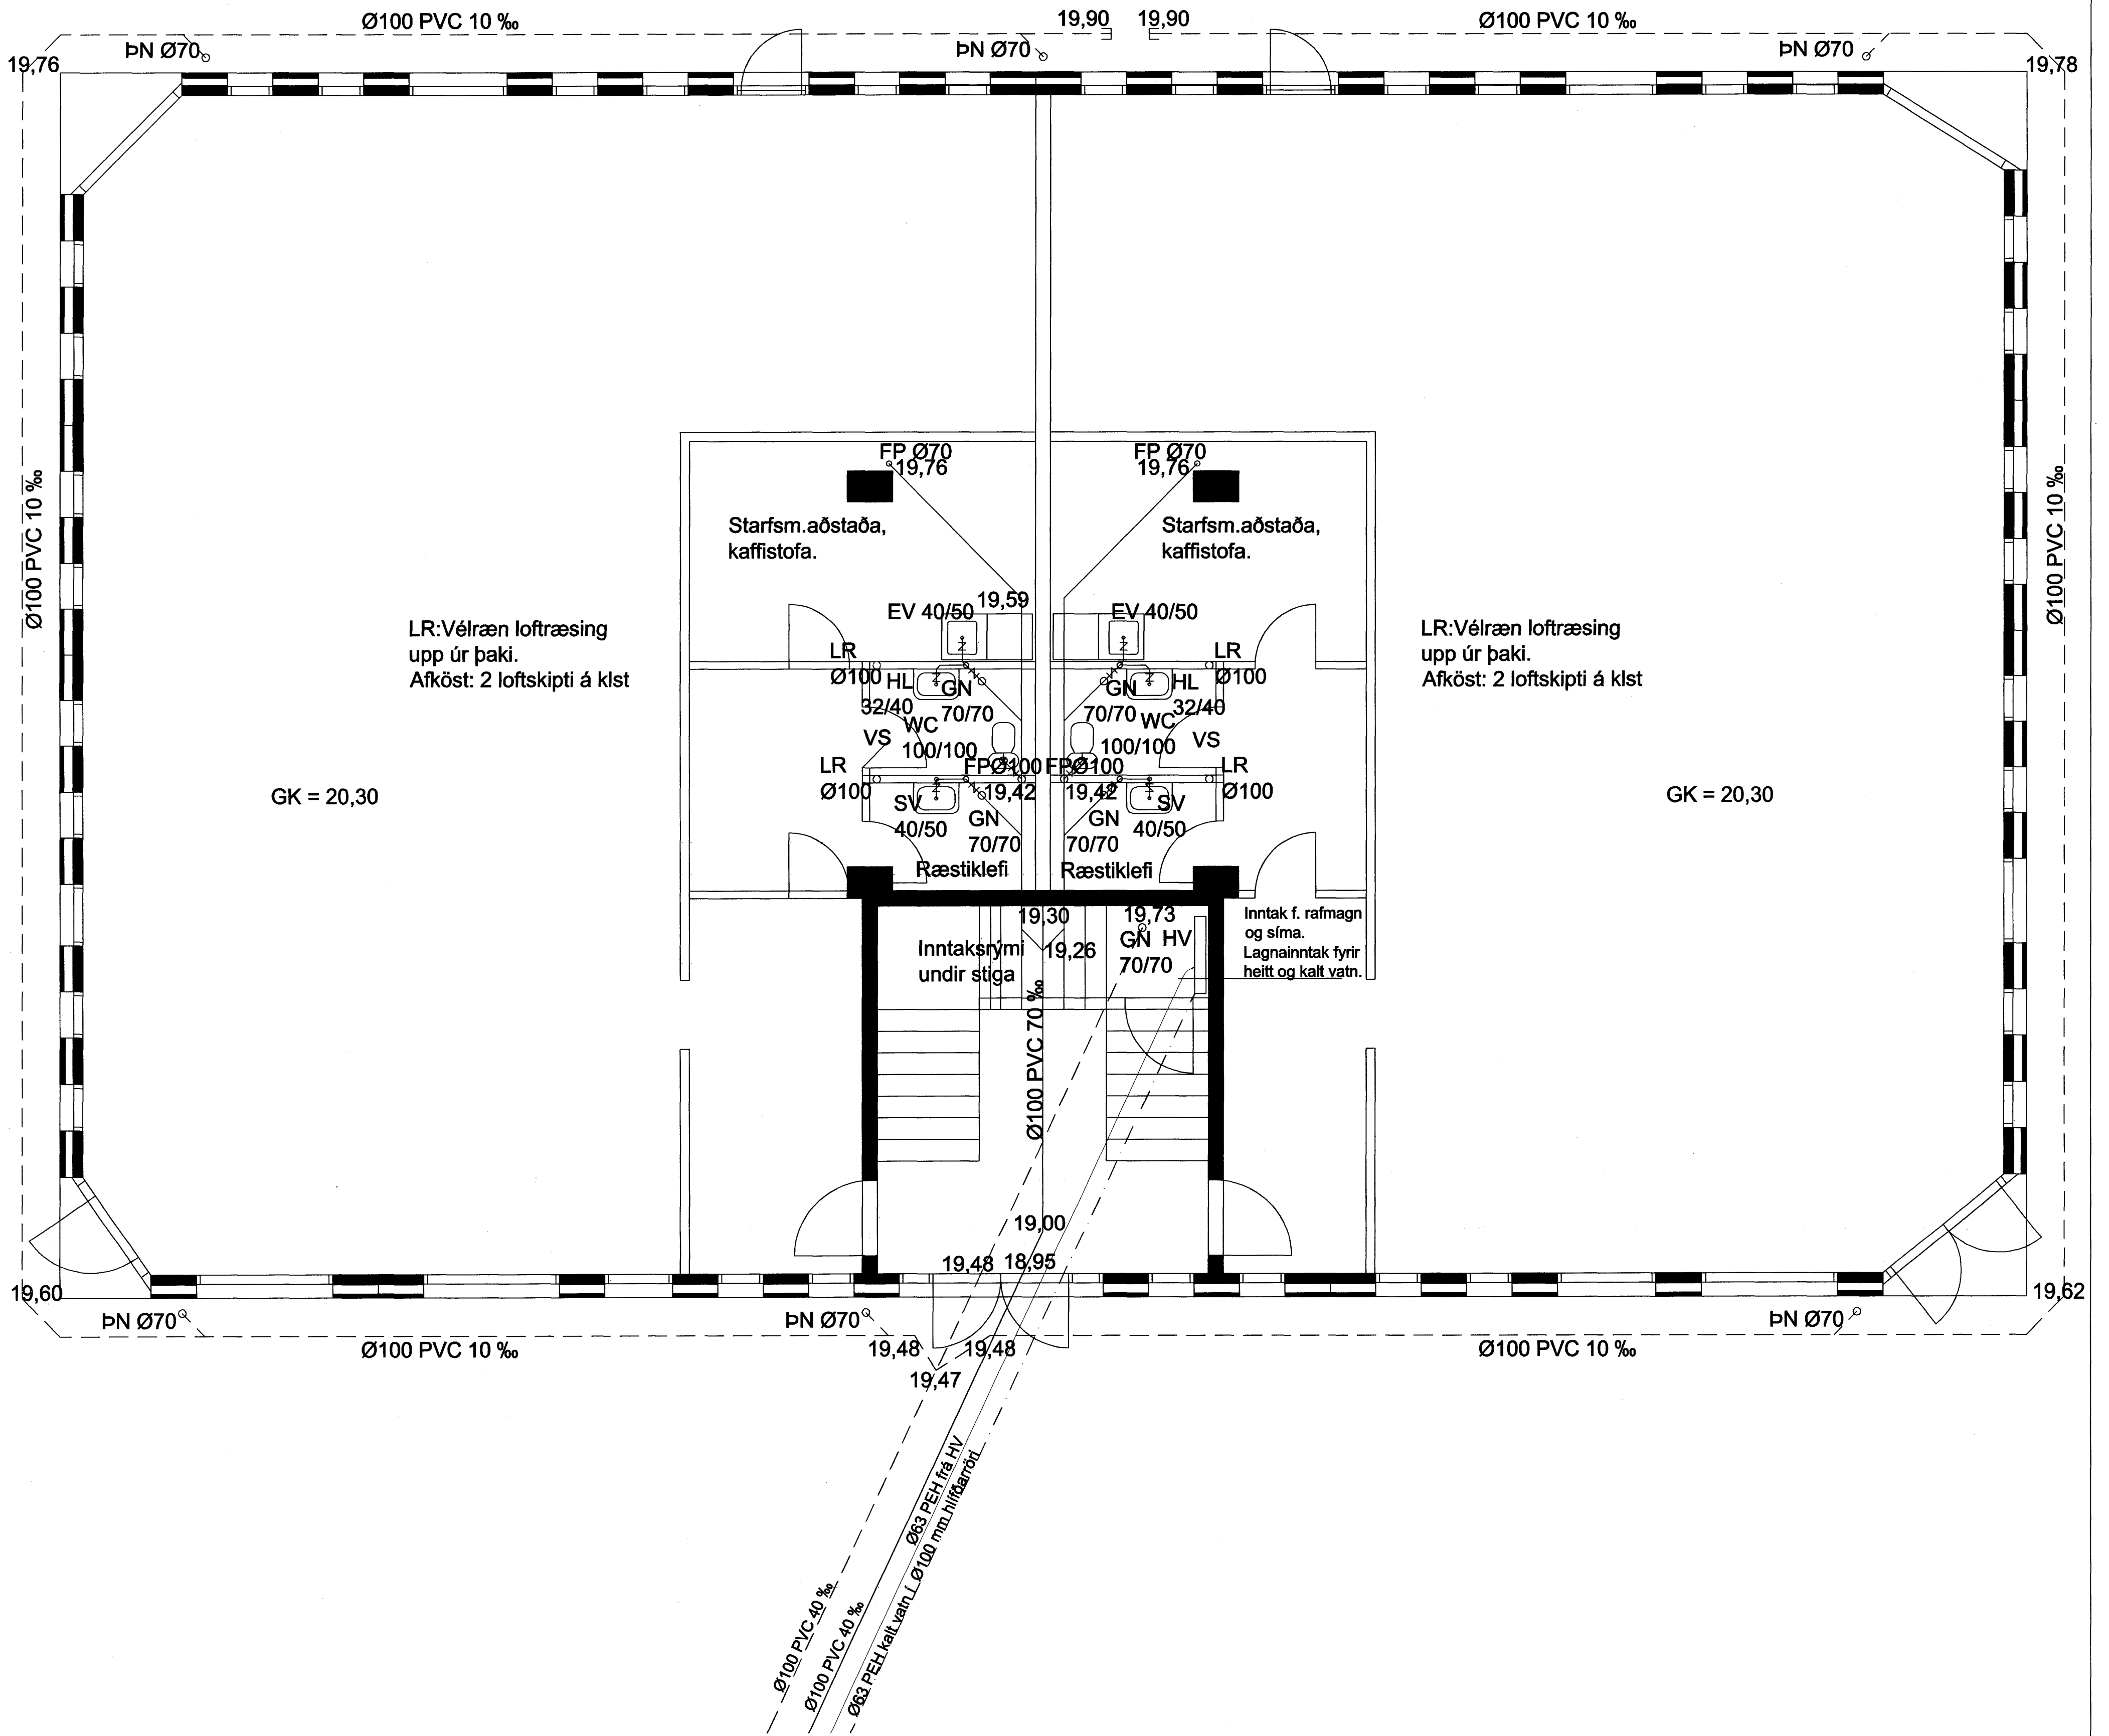 Ø100 PVC 10 ‰
19,90
19,90
Ø100 PVC 10 ‰
ÞN Ø70
ÞN Ø70
ÞN Ø70
19,76
19,78
FP Ø70
19,76
FP Ø70
19,76
Ø100 PVC 10 ‰
Ø100 PVC 10 ‰
Starfsm.aðstaða,
kaffistofa.
Starfsm.aðstaða,
kaffistofa.
EV 40/50
19,59
EV 40/50
LR:Vélræn loftræsing
upp úr þaki.
Afköst: 2 loftskipti á klst
LR:Vélræn loftræsing
upp úr þaki.
Afköst: 2 loftskipti á klst
LR
Ø100
HL
32/40
GN
70/70
GN
70/70
HL
32/40
LR
Ø100
WC
100/100
WC
100/100
VS
VS
LR
Ø100
FPØ100
19,42
FPØ100
19,42
LR
Ø100
GK = 20,30
GK = 20,30
SV
40/50
GN
70/70
GN
70/70
SV
40/50
Ræstiklefi
Ræstiklefi
19,30
19,26
19,73
GN
70/70
HV
Inntaksrými
undir stiga
Inntak f. rafmagn
og síma.
Lagnainntak fyrir
heitt og kalt vatn.
Ø100 PVC 70 ‰
19,00
19,48
18,95
19,60
19,62
ÞN Ø70
ÞN Ø70
ÞN Ø70
Ø100 PVC 10 ‰
19,48
19,48
Ø100 PVC 10 ‰
19,47
Ø63 PEH frá HV
Ø100 PVC 40 ‰
Ø100 PVC 40 ‰
Ø63 PEH kalt vatn í Ø100 mm hlífðarröri